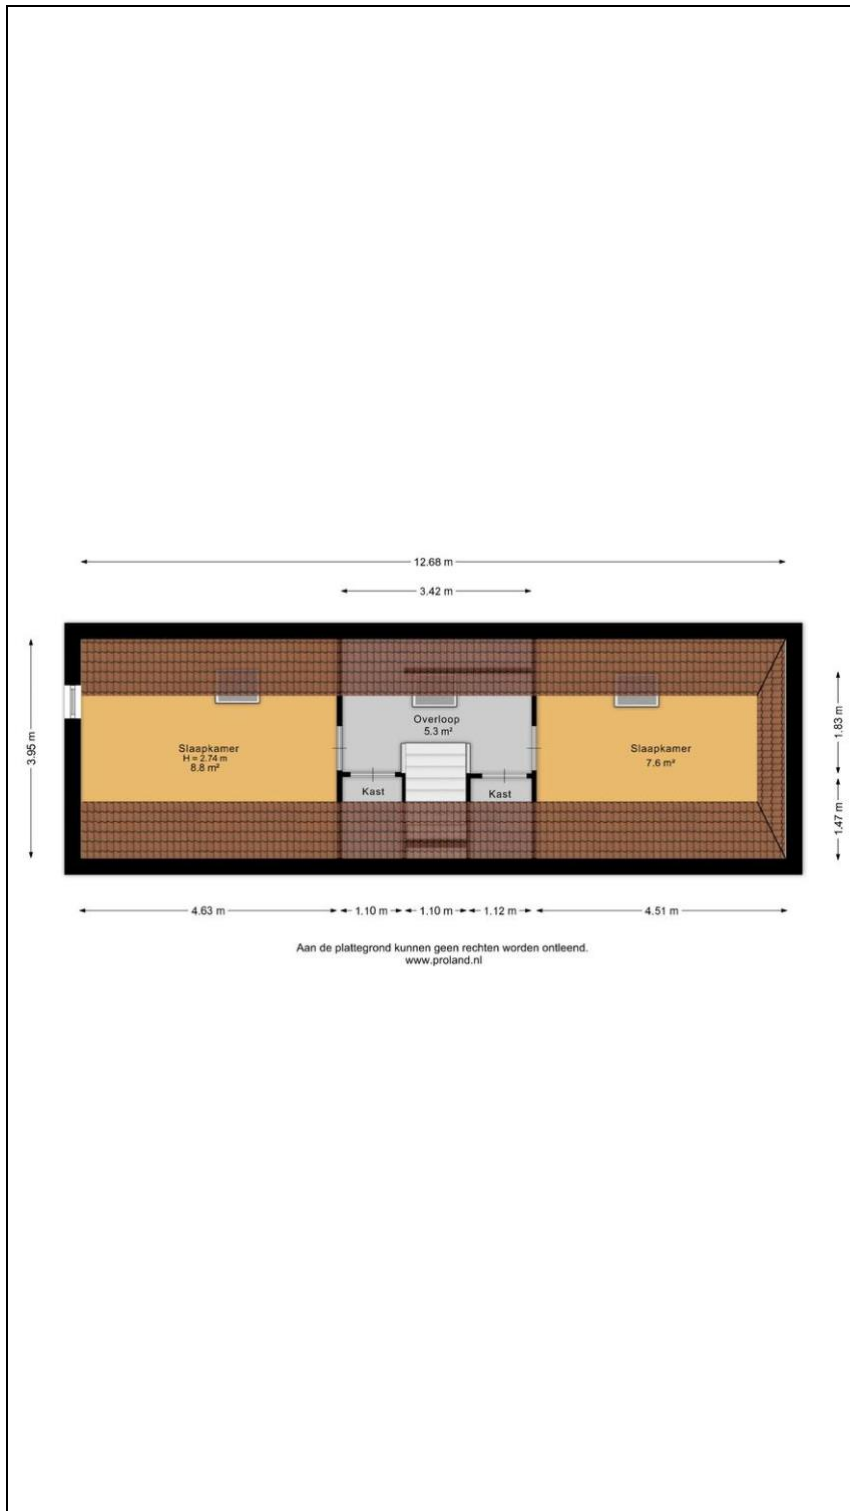 12.68 m
3.42 m
3.95 m
1.83 m
1.47 m
Overloop
5.3 m²
Slaapkamer
H = 2.74 m
8.8 m²
Slaapkamer
7.6 m²
Kast
Kast
4.63 m
1.10 m
1.10 m
1.12 m
4.51 m
Aan de plattegrond kunnen geen rechten worden ontleend.
www.proland.nl